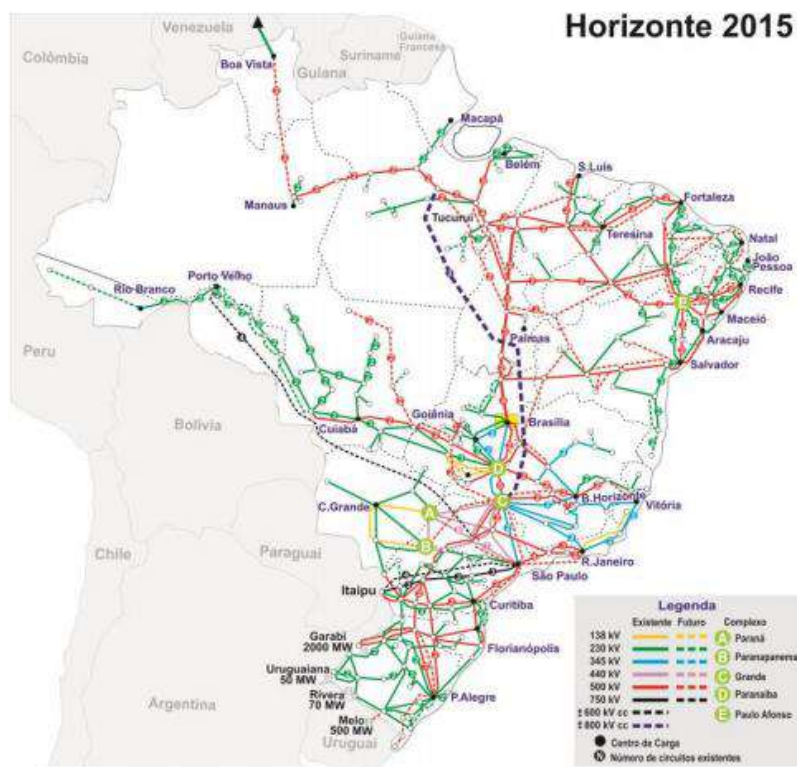 Horizonte 2015
Venezuela
Guiana
Francesa
Suriname
Colômbia
Boa Vista
Guiana
Macapá
Belém
S.Luis
Manaus
Fortaleza
Tucuruí
Teresina
Natal
João
Pessoa
Porto Velho
Rio Branco
Recife
E
Maceió
Palmas
Aracaju
Peru
Salvador
Goiânia
Brasília
Cuiabá
Bolívia
D
B.Horizonte
C
Vitória
C.Grande
A
B
Chile
Paraguai
R.Janeiro
São Paulo
Itaipu
Curitiba
Garabi
2000 MW
Florianópolis
Uruguaiana
50 MW
Rivera
70 MW
P.Alegre
Argentina
Melo
500 MW
Uruguai
Legenda
Existente Futuro Complexo
138 kV A Paraná
230 kV B Paranapanema
345 kV C Grande
440 kV D Paranaíba
500 kV E Paulo Afonso
750 kV
±600 kV cc
±800 kV cc
Centro de Carga
N Número de circuitos existentes